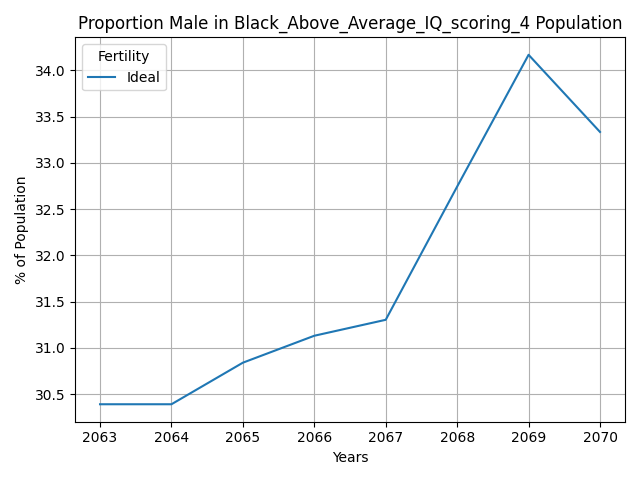 Proportion Male in Black_Above_Average_IQ_scoring_4 Population
Fertility
Ideal
34.0
33.5
33.0
32.5
32.0
31.5
31.0
30.5
% of Population
2063 2064 2065 2066 2067 2068 2069 2070
Years